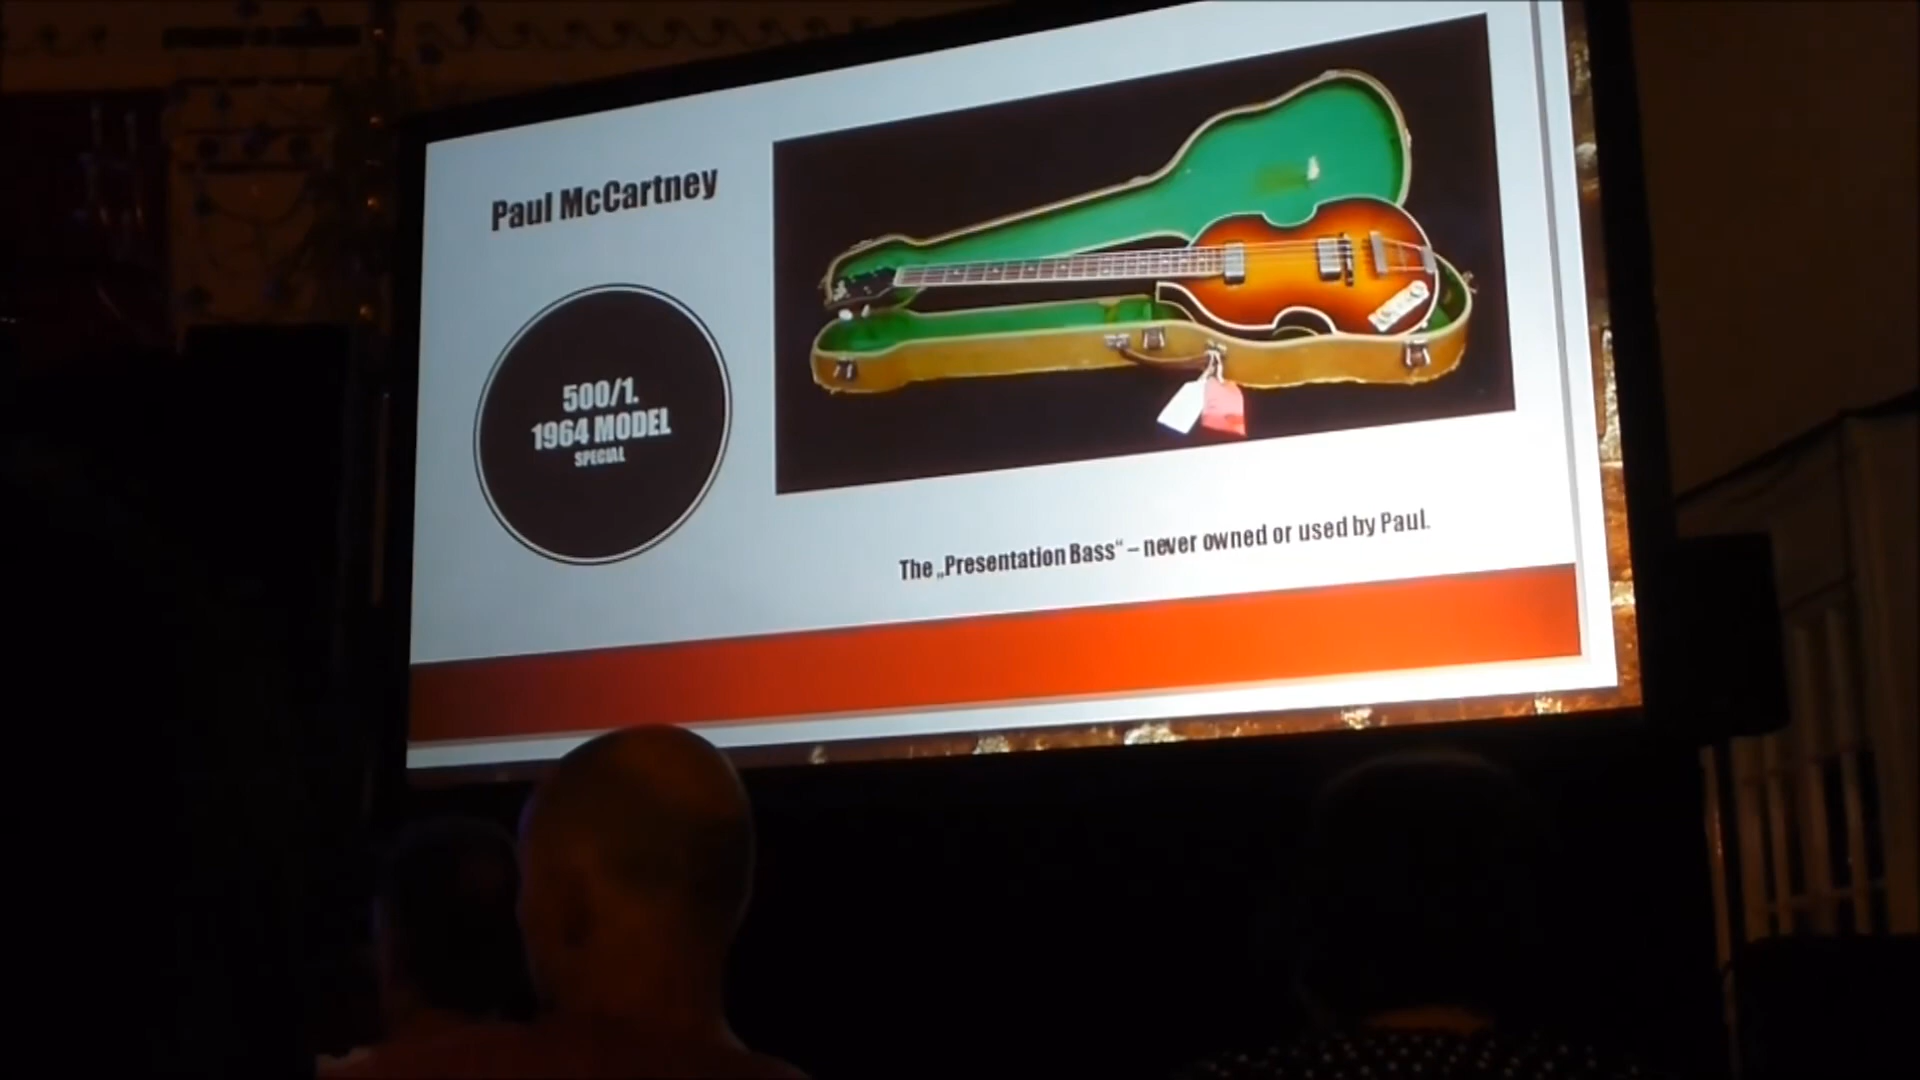 Paul McCartney
500/1.
1964 MODEL
SPECIAL
The „Presentation Bass“ – never owned or used by Paul.